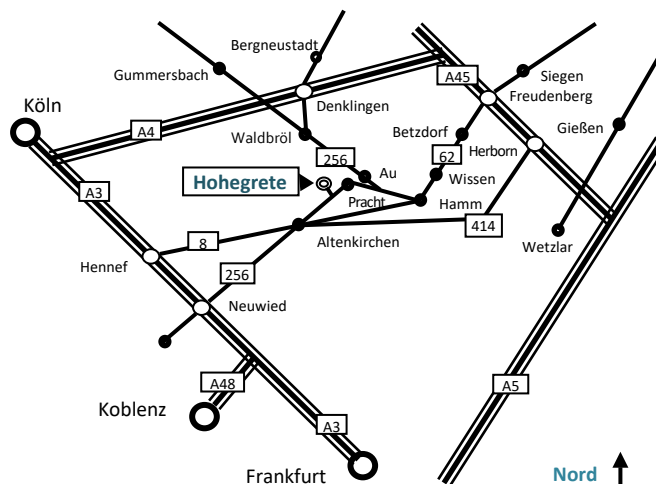 Bergneustadt
Gummersbach
A45
Siegen
Freudenberg
Köln
Denklingen
Gießen
A4
Waldbröl
Betzdorf
62
Herborn
256
Au
Wissen
Hohegrete
A3
Pracht
Hamm
414
Altenkirchen
Wetzlar
8
Hennef
256
Neuwied
A48
A5
Koblenz
A3
Frankfurt
Nord